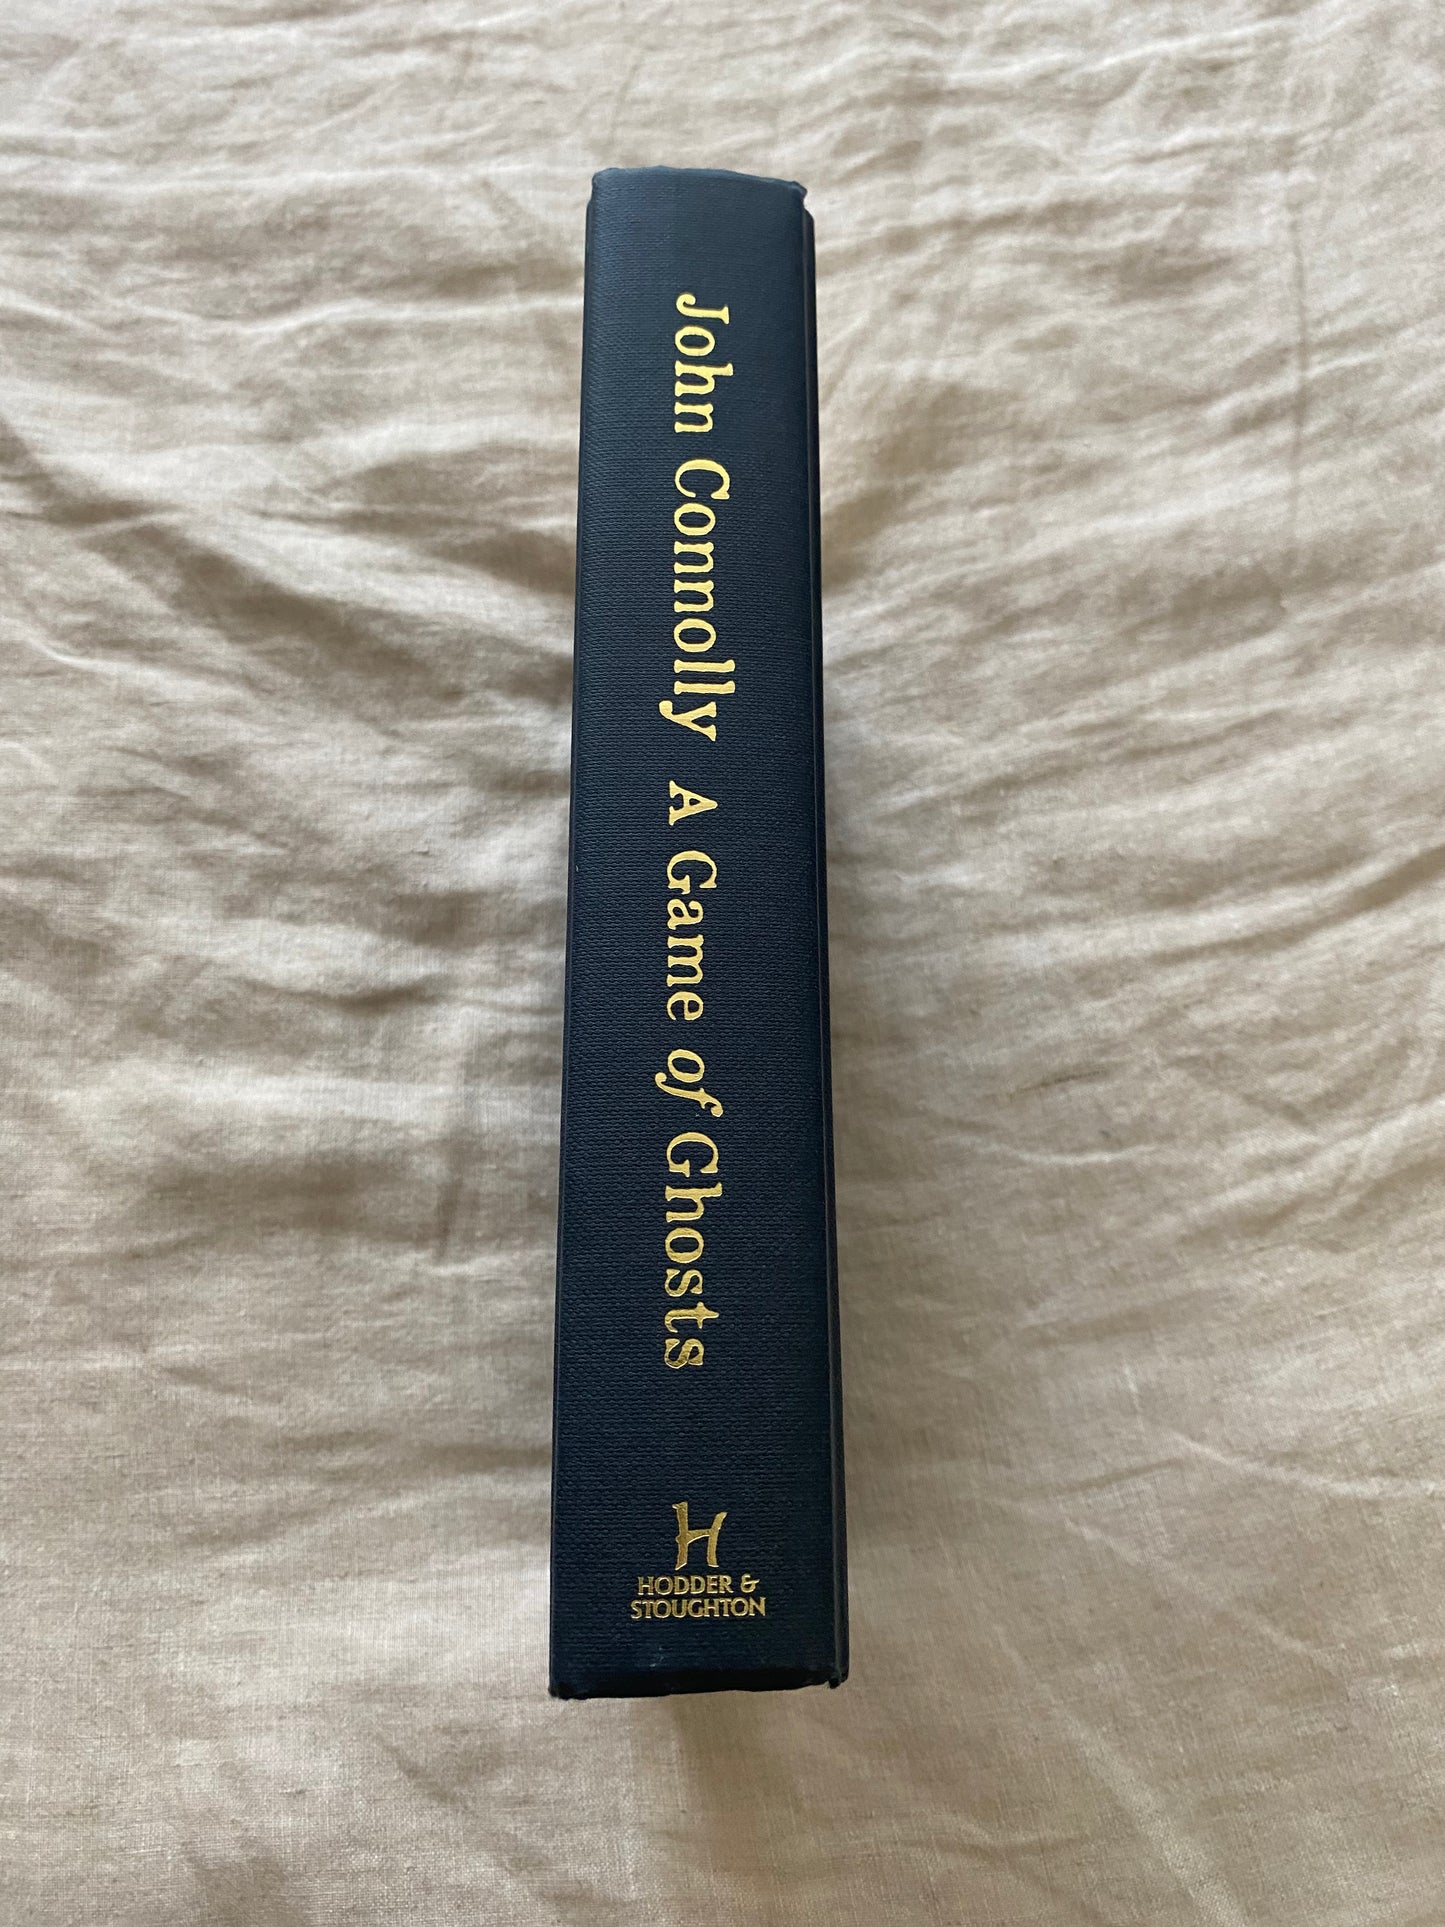 John Connolly A Game of Ghosts
H
HODDER &
STOUGHTON